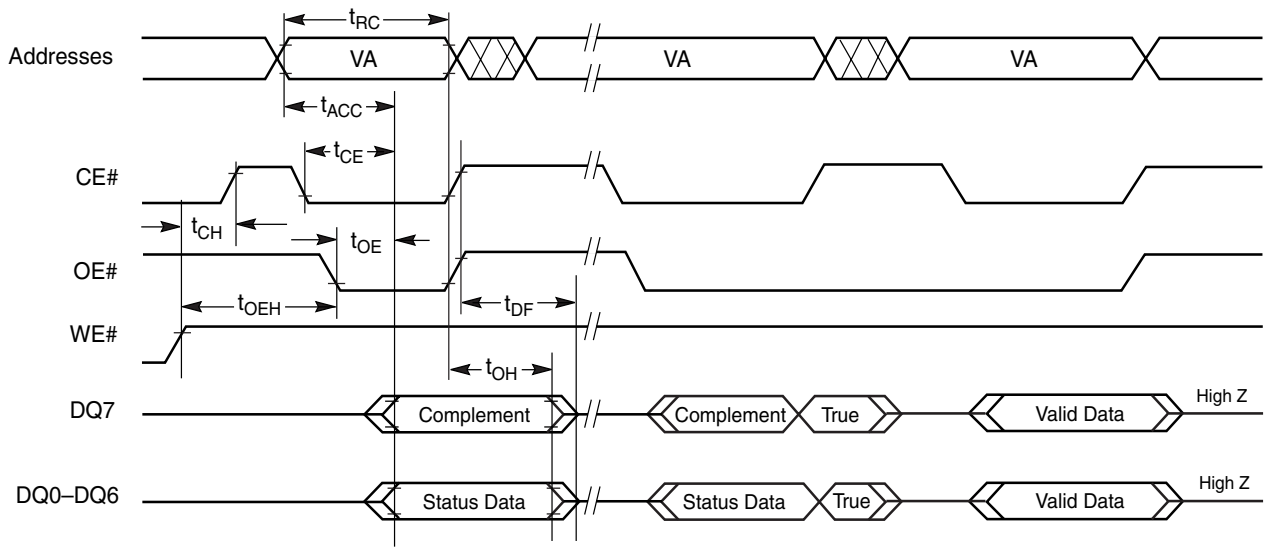 tRC
Addresses VA VA VA
tACC
tCE
CE#
tCH
tOE
OE#
tOEH tDF
WE#
tOH
DQ7 Complement Complement True Valid Data High Z
DQ0–DQ6 Status Data Status Data True Valid Data High Z